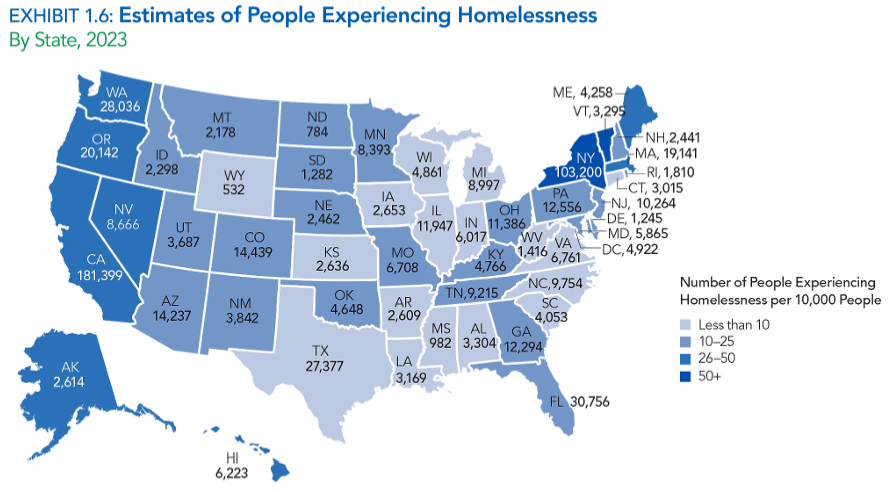 EXHIBIT 1.6: Estimates of People Experiencing Homelessness
By State, 2023
WA
28,036
OR
20,142
CA
181,399
NV
8,666
ID
2,298
MT
2,178
WY
532
UT
3,687
CO
14,439
AZ
14,237
NM
3,842
ND
784
SD
1,282
NE
2,462
KS
2,636
OK
4,648
TX
27,377
MN
8,393
IA
2,653
MO
6,708
AR
2,609
LA
3,169
WI
4,861
IL
11,947
MI
8,997
IN
6,017
OH
11,386
KY
4,766
TN, 9,215
MS
982
AL
3,304
GA
12,294
FL 30,756
SC
4,053
NC, 9,754
VA
6,761
WV
1,416
PA
12,556
NY
103,200
ME, 4,258
VT, 3,295
NH, 2,441
MA, 19,141
RI, 1,810
CT, 3,015
NJ, 10,264
DE, 1,245
MD, 5,865
DC, 4,922
AK
2,614
HI
6,223
Number of People Experiencing
Homelessness per 10,000 People
Less than 10
10–25
26–50
50+